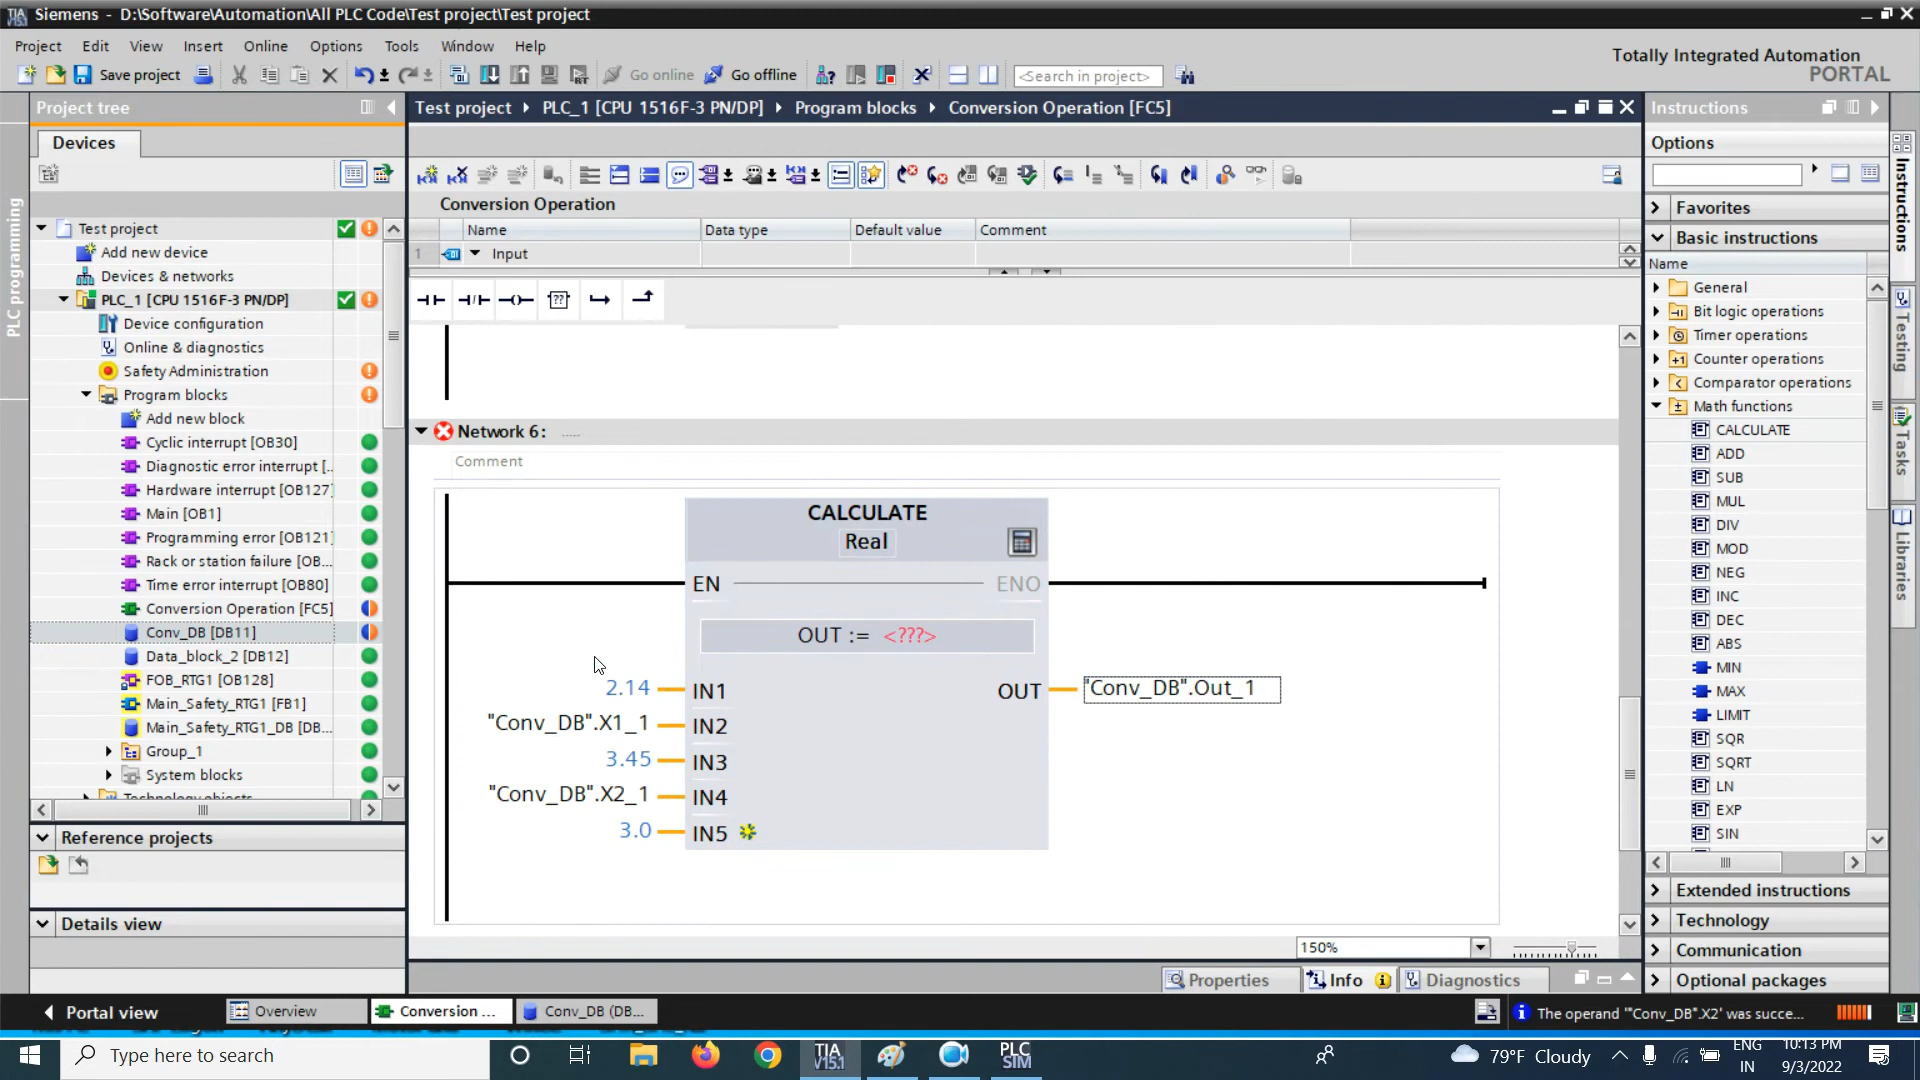 Siemens - D:\Software\Automation\All PLC Code\Test project\Test project
Project Edit View Insert Online Options Tools Window Help
Totally Integrated Automation
PORTAL
Save project
Go online
Go offline
<Search in project>
Project tree
Test project PLC_1 [CPU 1516F-3 PN/DP] Program blocks Conversion Operation [FC5]
Instructions
Devices
Options
PLC programming
Conversion Operation
Name Data type Default value Comment
1 Input
Test project
Add new device
Devices & networks
PLC_1 [CPU 1516F-3 PN/DP]
Device configuration
Online & diagnostics
Safety Administration
Program blocks
Add new block
Cyclic interrupt [OB30]
Diagnostic error interrupt [..
Hardware interrupt [OB127]
Main [OB1]
Programming error [OB121]
Rack or station failure [OB...
Time error interrupt [OB80]
Conversion Operation [FC5]
Conv_DB [DB11]
Data_block_2 [DB12]
FOB_RTG1 [OB128]
Main_Safety_RTG1 [FB1]
Main_Safety_RTG1_DB [DB...
Group_1
System blocks
Technology objects
Reference projects
Details view
Network 6: .....
Comment
CALCULATE
Real
EN ENO
OUT := <???>
2.14 IN1 OUT "Conv_DB".Out_1
"Conv_DB".X1_1 IN2
3.45 IN3
"Conv_DB".X2_1 IN4
3.0 IN5
150%
Properties Info Diagnostics
Favorites
Basic instructions
Name
General
Bit logic operations
Timer operations
Counter operations
Comparator operations
Math functions
CALCULATE
ADD
SUB
MUL
DIV
MOD
NEG
INC
DEC
ABS
MIN
MAX
LIMIT
SQR
SQRT
LN
EXP
SIN
Extended instructions
Technology
Communication
Optional packages
Instructions
Testing
Tasks
Libraries
Portal view Overview Conversion ... Conv_DB (DB...
The operand '"Conv_DB".X2' was succe...
Type here to search
TIA
V15.1
PLC
SIM
79°F Cloudy
ENG
IN
10:13 PM
9/3/2022